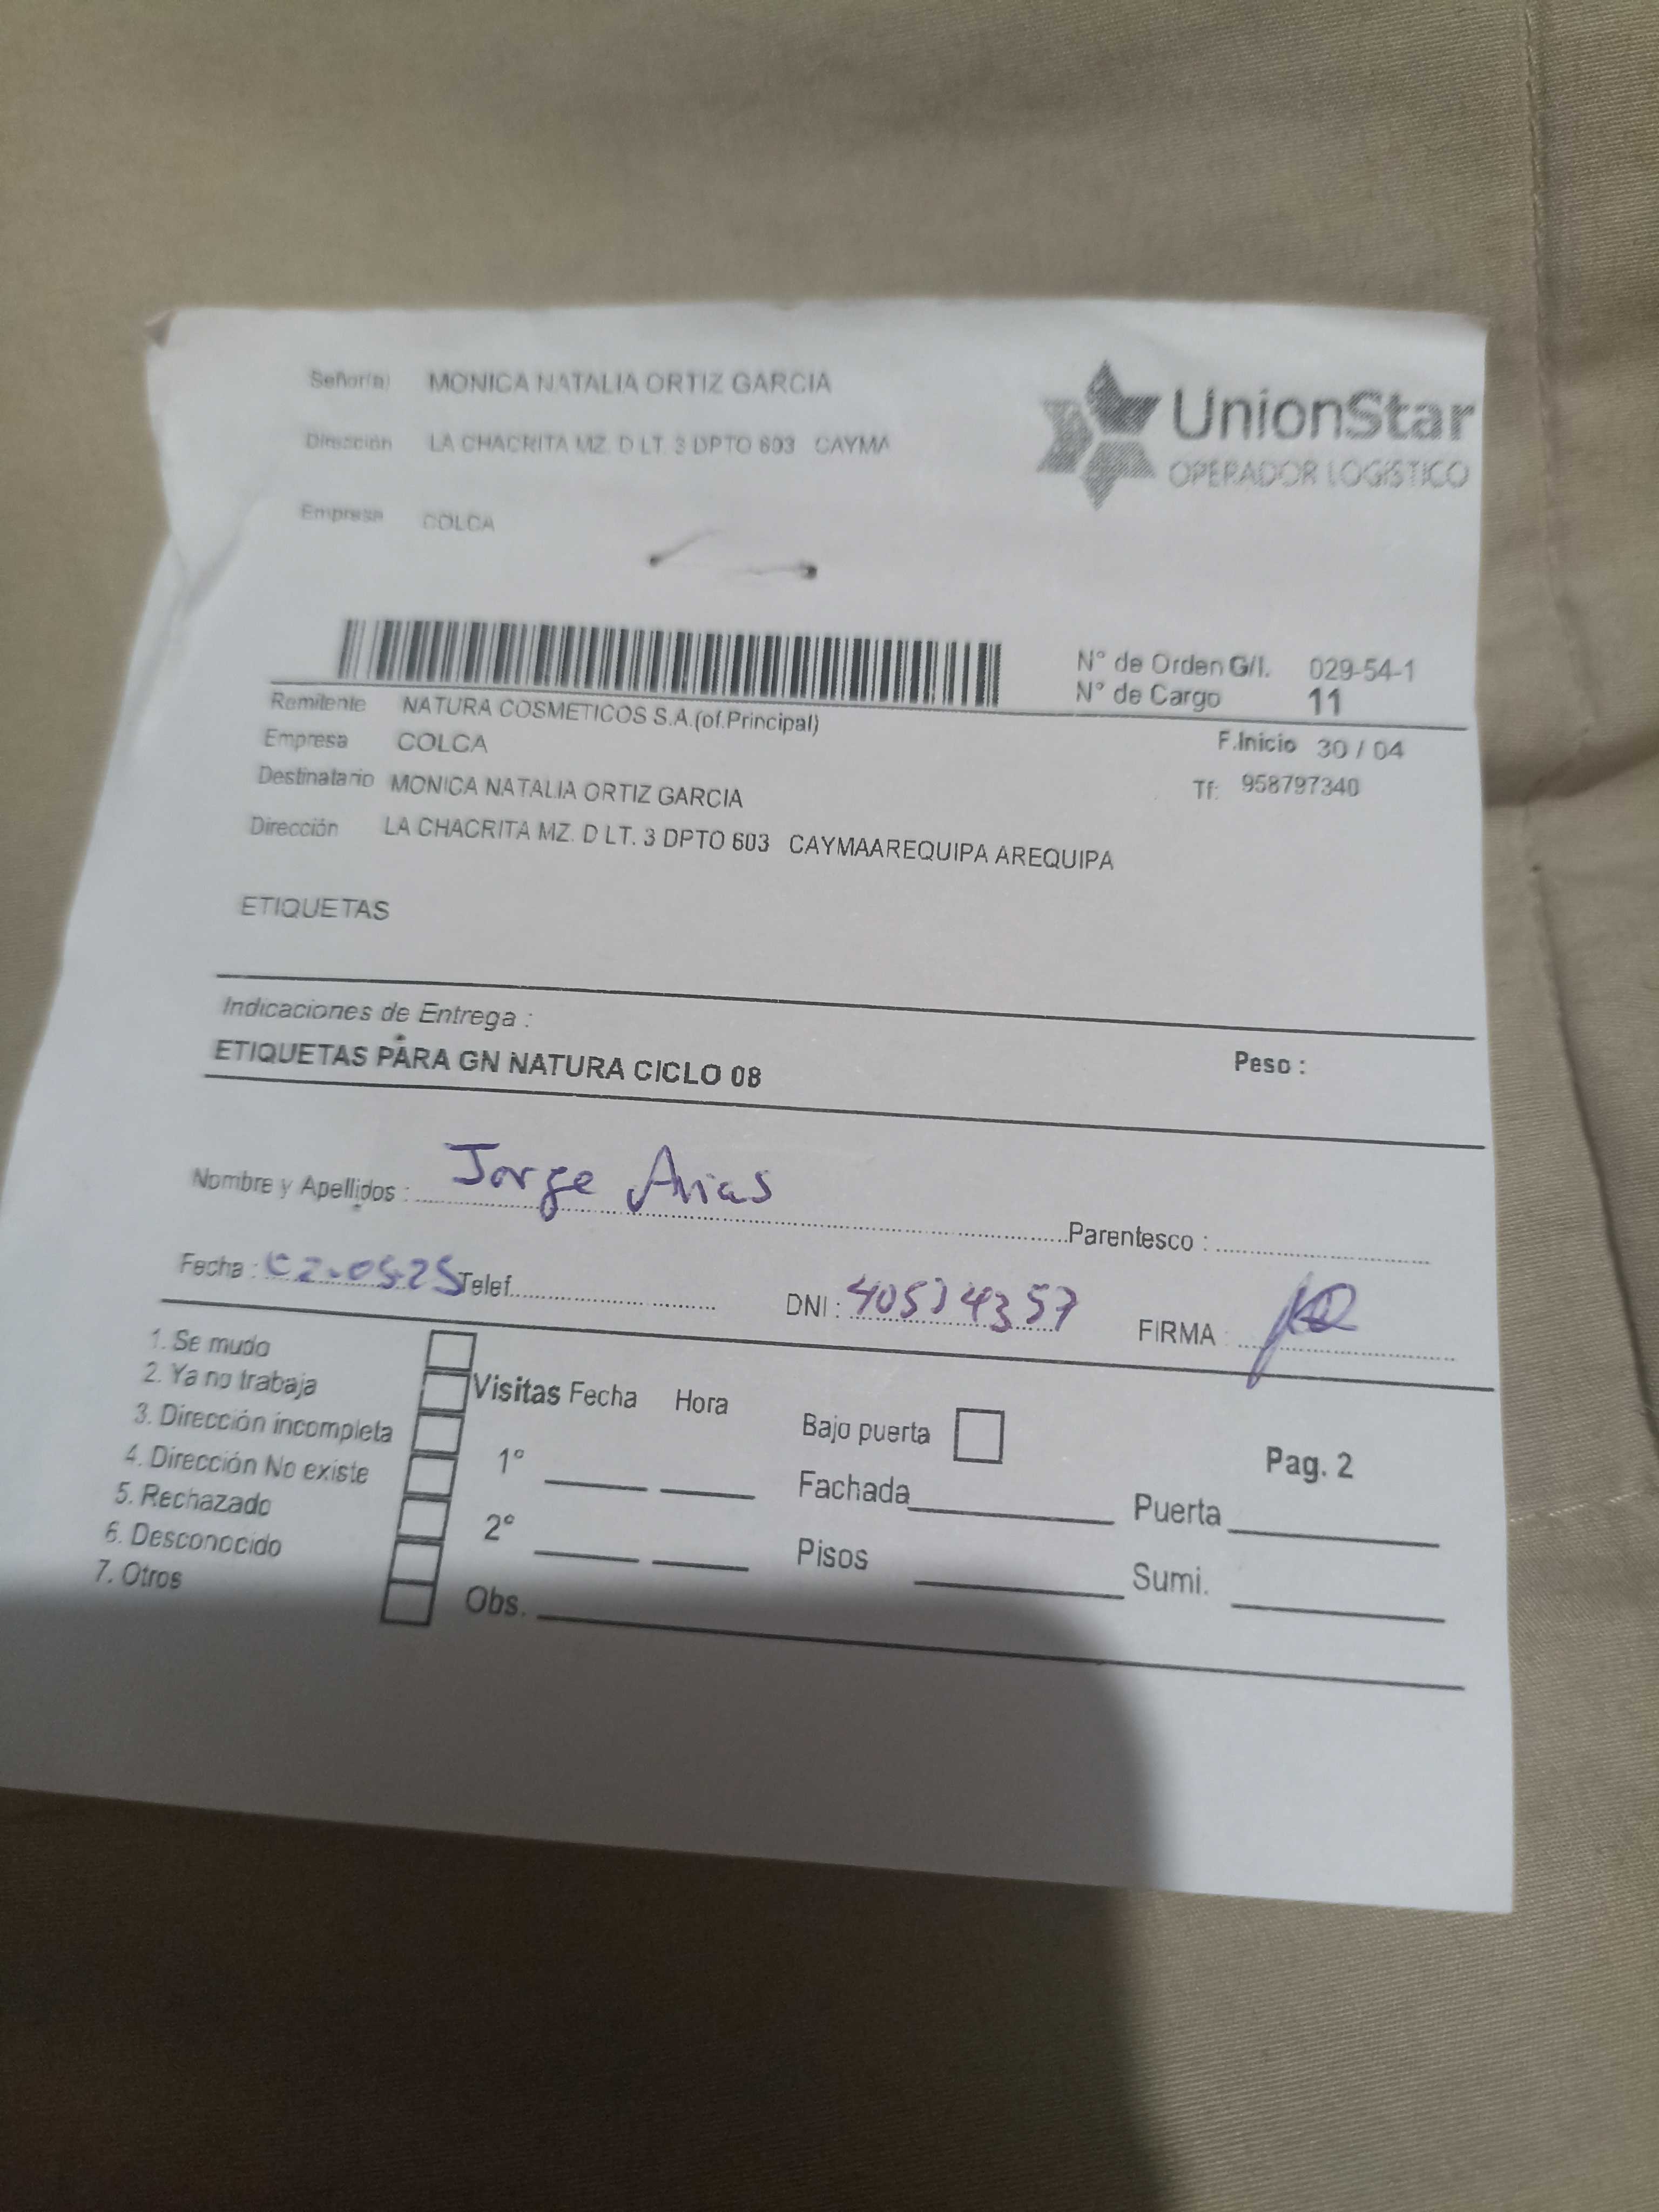 Señor(a) MONICA NATALIA ORTIZ GARCIA
UnionStar
OPERADOR LOGISTICO
Dirección LA CHACRITA MZ. D LT. 3 DPTO 603 CAYMA
Empresa COLCA
N° de Orden G/I. 029-54-1
N° de Cargo 11
Remitente NATURA COSMETICOS S.A.(of.Principal)
F.Inicio 30 / 04
Empresa COLCA
Tf: 958797340
Destinatario MONICA NATALIA ORTIZ GARCIA
Dirección LA CHACRITA MZ. D LT. 3 DPTO 603 CAYMAAREQUIPA AREQUIPA
ETIQUETAS
Indicaciones de Entrega :
ETIQUETAS PARA GN NATURA CICLO 08
Peso :
Nombre y Apellidos : Jorge Arias Parentesco :
Fecha : 02-05-25 Telef. DNI : FIRMA
1. Se mudo
2. Ya no trabaja
3. Dirección incompleta
4. Dirección No existe
5. Rechazado
6. Desconocido
7. Otros
Visitas Fecha Hora
1°
2°
Obs.
Bajo puerta
Pag. 2
Fachada Puerta
Pisos Sumi.